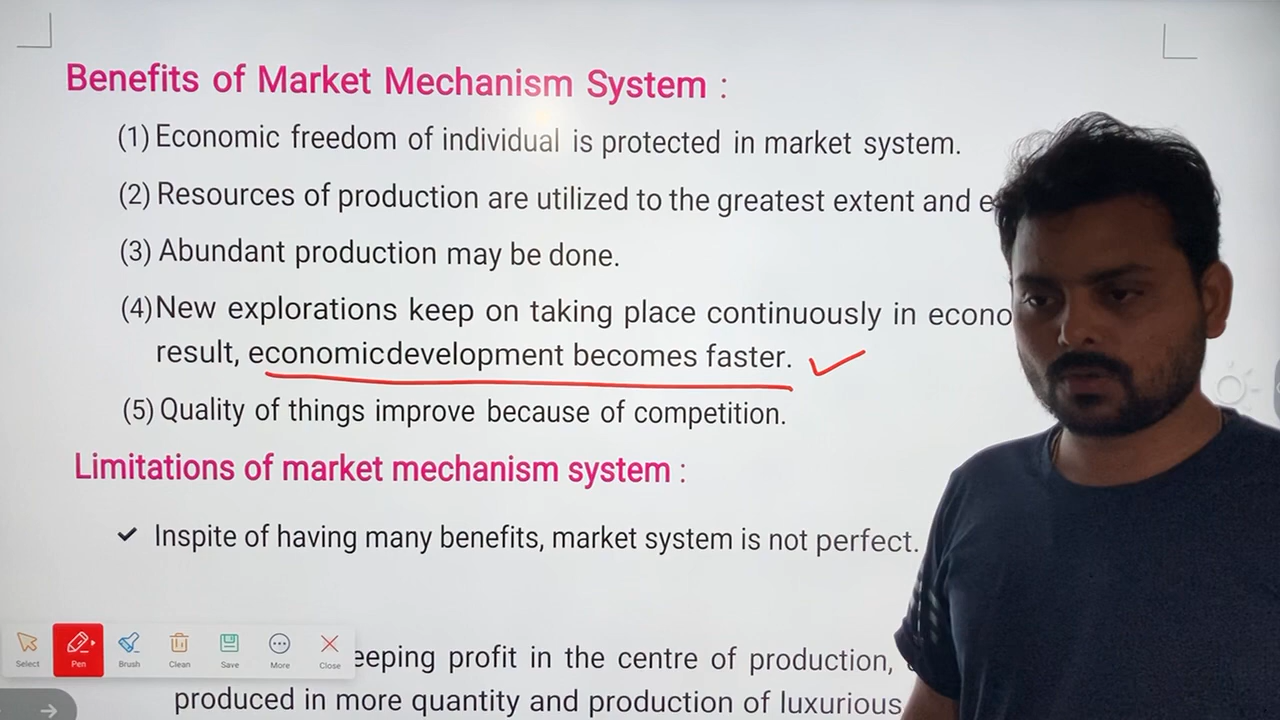 Benefits of Market Mechanism System :
(1) Economic freedom of individual is protected in market system.
(2) Resources of production are utilized to the greatest extent and
(3) Abundant production may be done.
(4) New explorations keep on taking place continuously in
result, economicdevelopment becomes faster.
(5) Quality of things improve because of competition.
Limitations of market mechanism system :
Inspite of having many benefits, market system is not perfect.
profit in the centre of production,
produced in more quantity and production of luxurious
Select Pen Brush Clean Save More Close